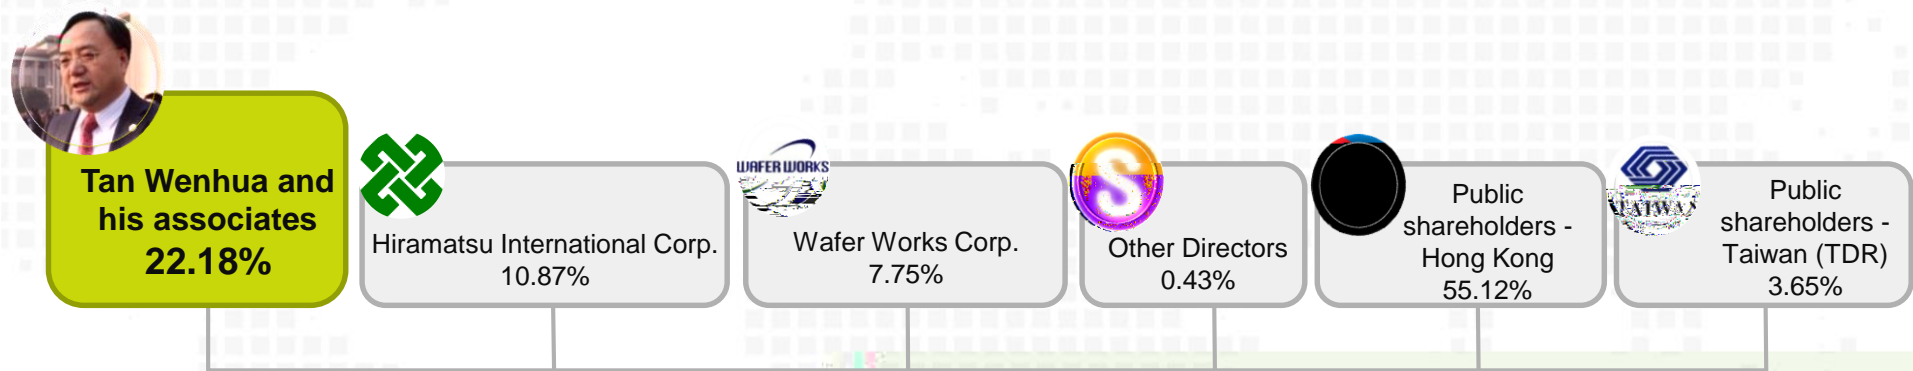 Tan Wenhua and
his associates
22.18%
Hiramatsu International Corp.
10.87%
WAFER WORKS
Wafer Works Corp.
7.75%
S
Other Directors
0.43%
Public
shareholders -
Hong Kong
55.12%
TAIWAN
Public
shareholders -
Taiwan (TDR)
3.65%